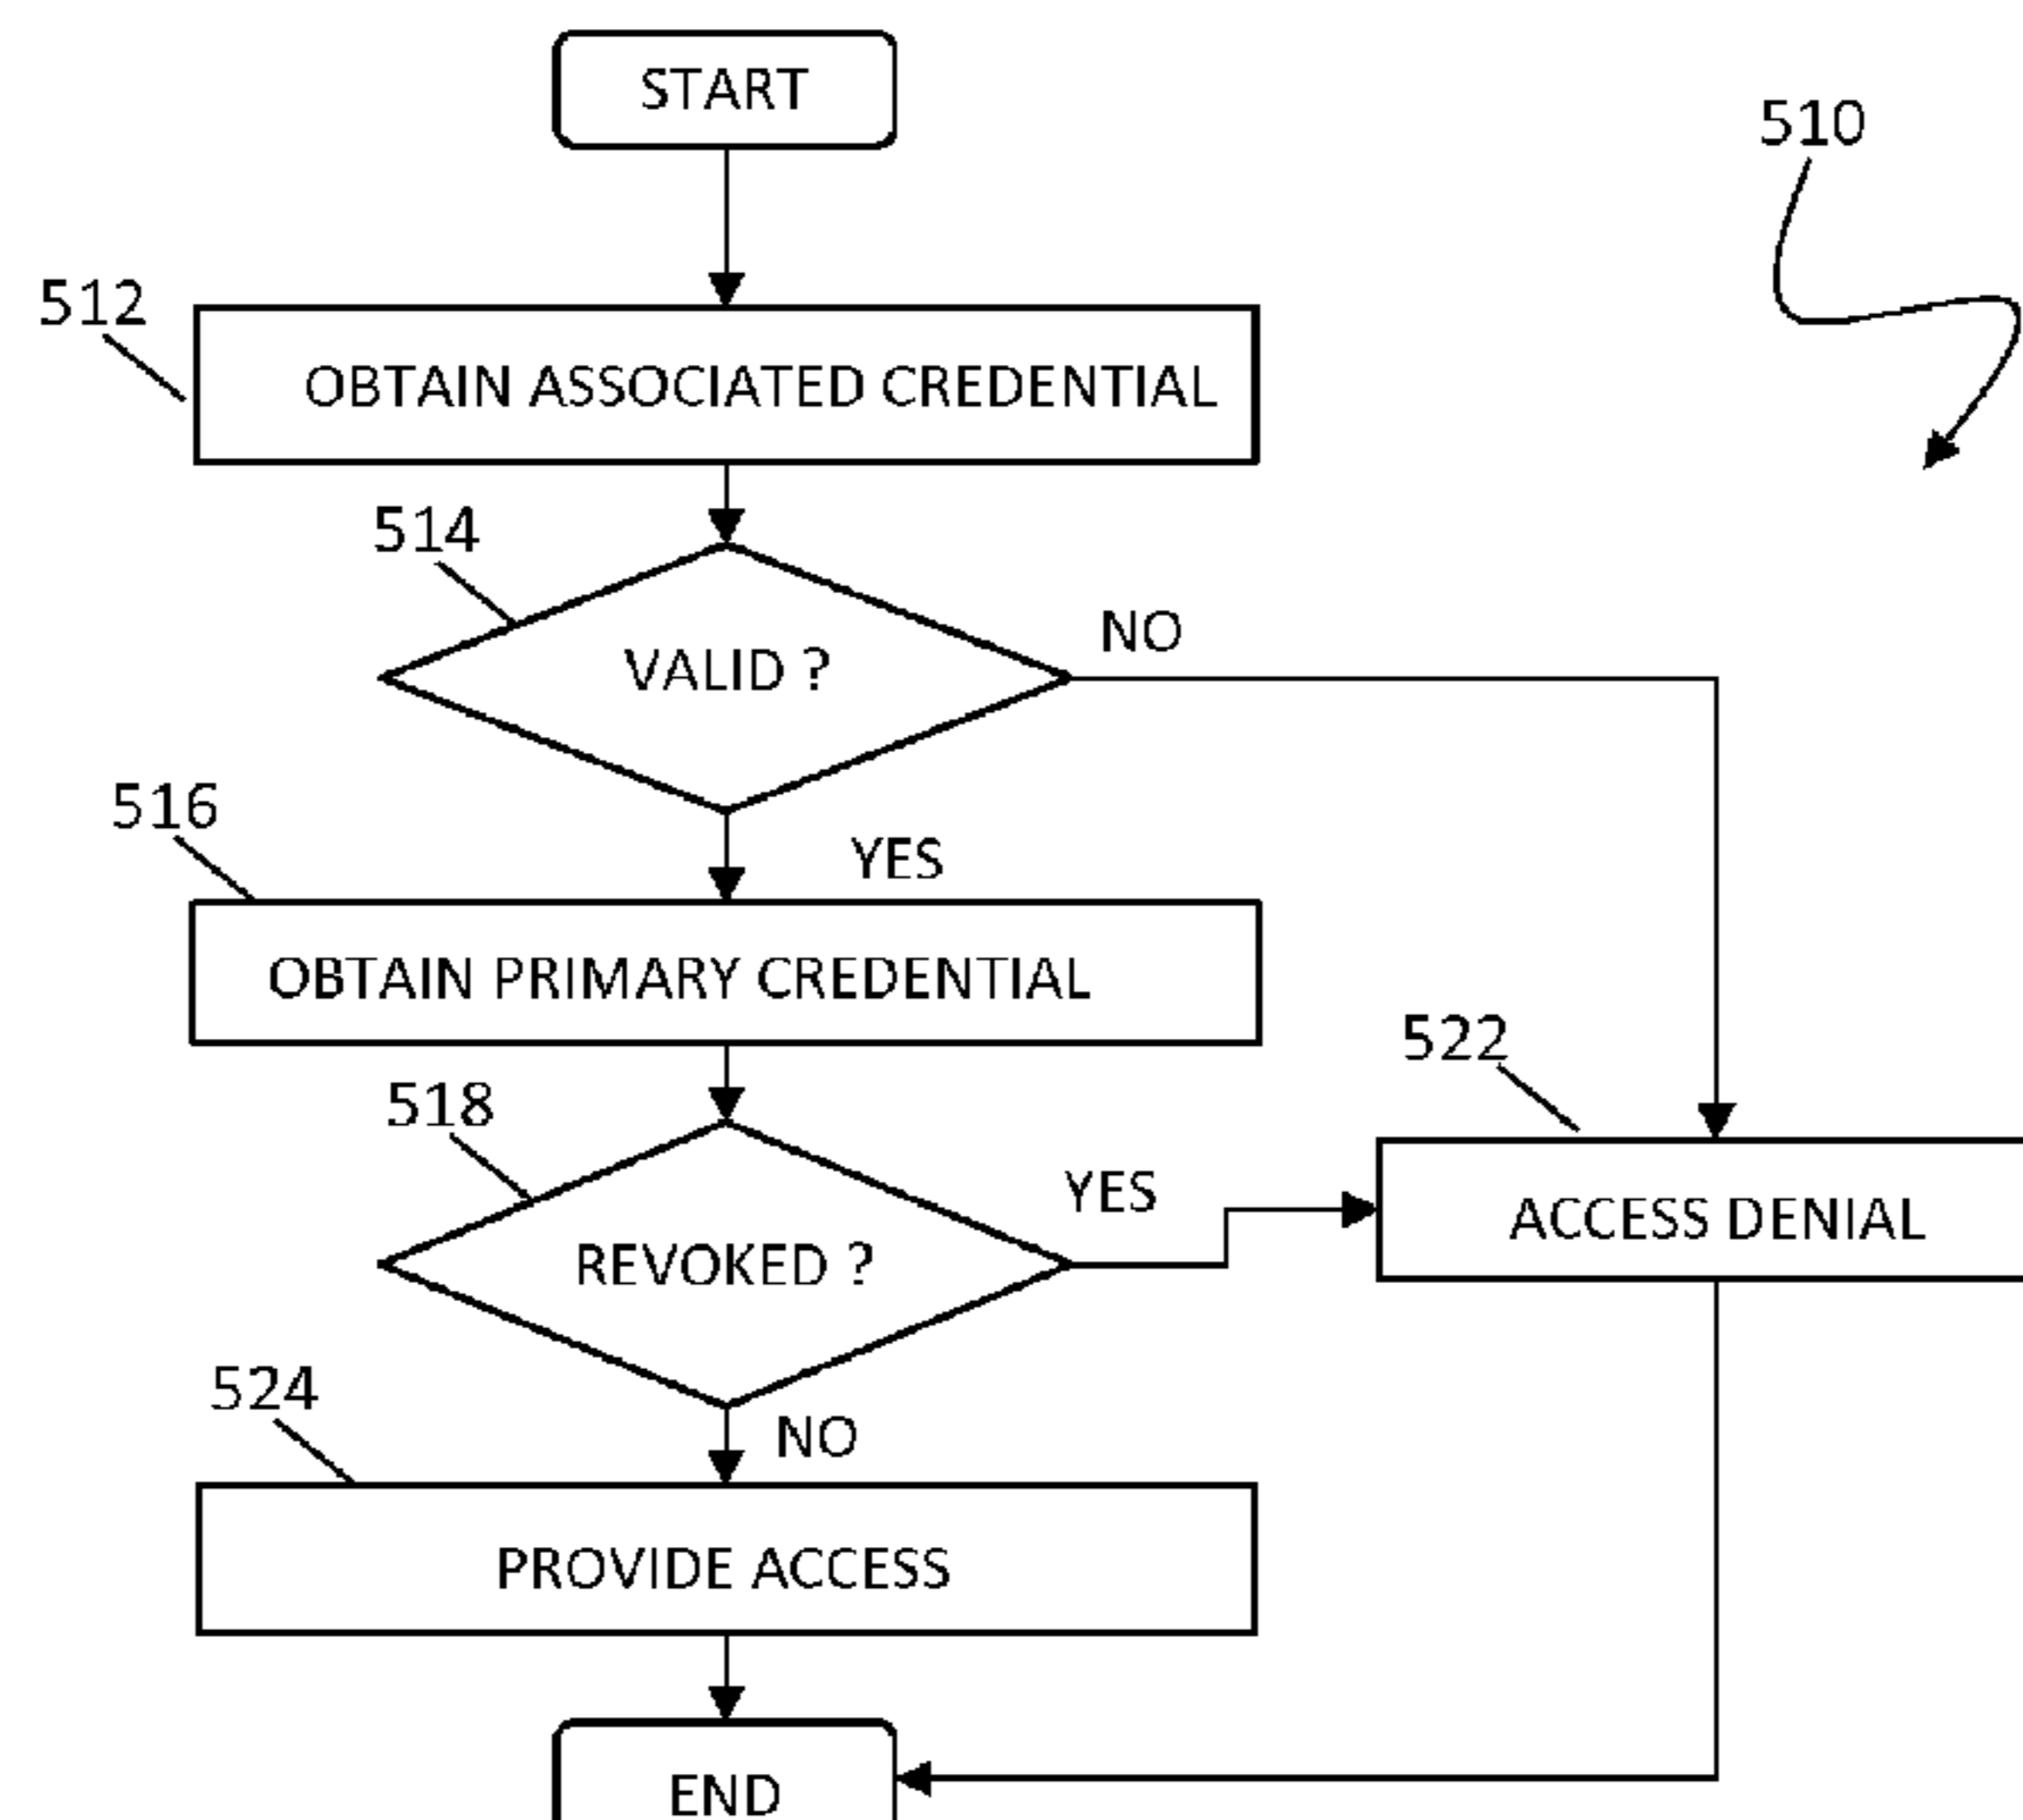 START
510
512
OBTAIN ASSOCIATED CREDENTIAL
514
VALID ?
NO
516
YES
OBTAIN PRIMARY CREDENTIAL
522
518
YES
REVOKED ?
ACCESS DENIAL
524
NO
PROVIDE ACCESS
END